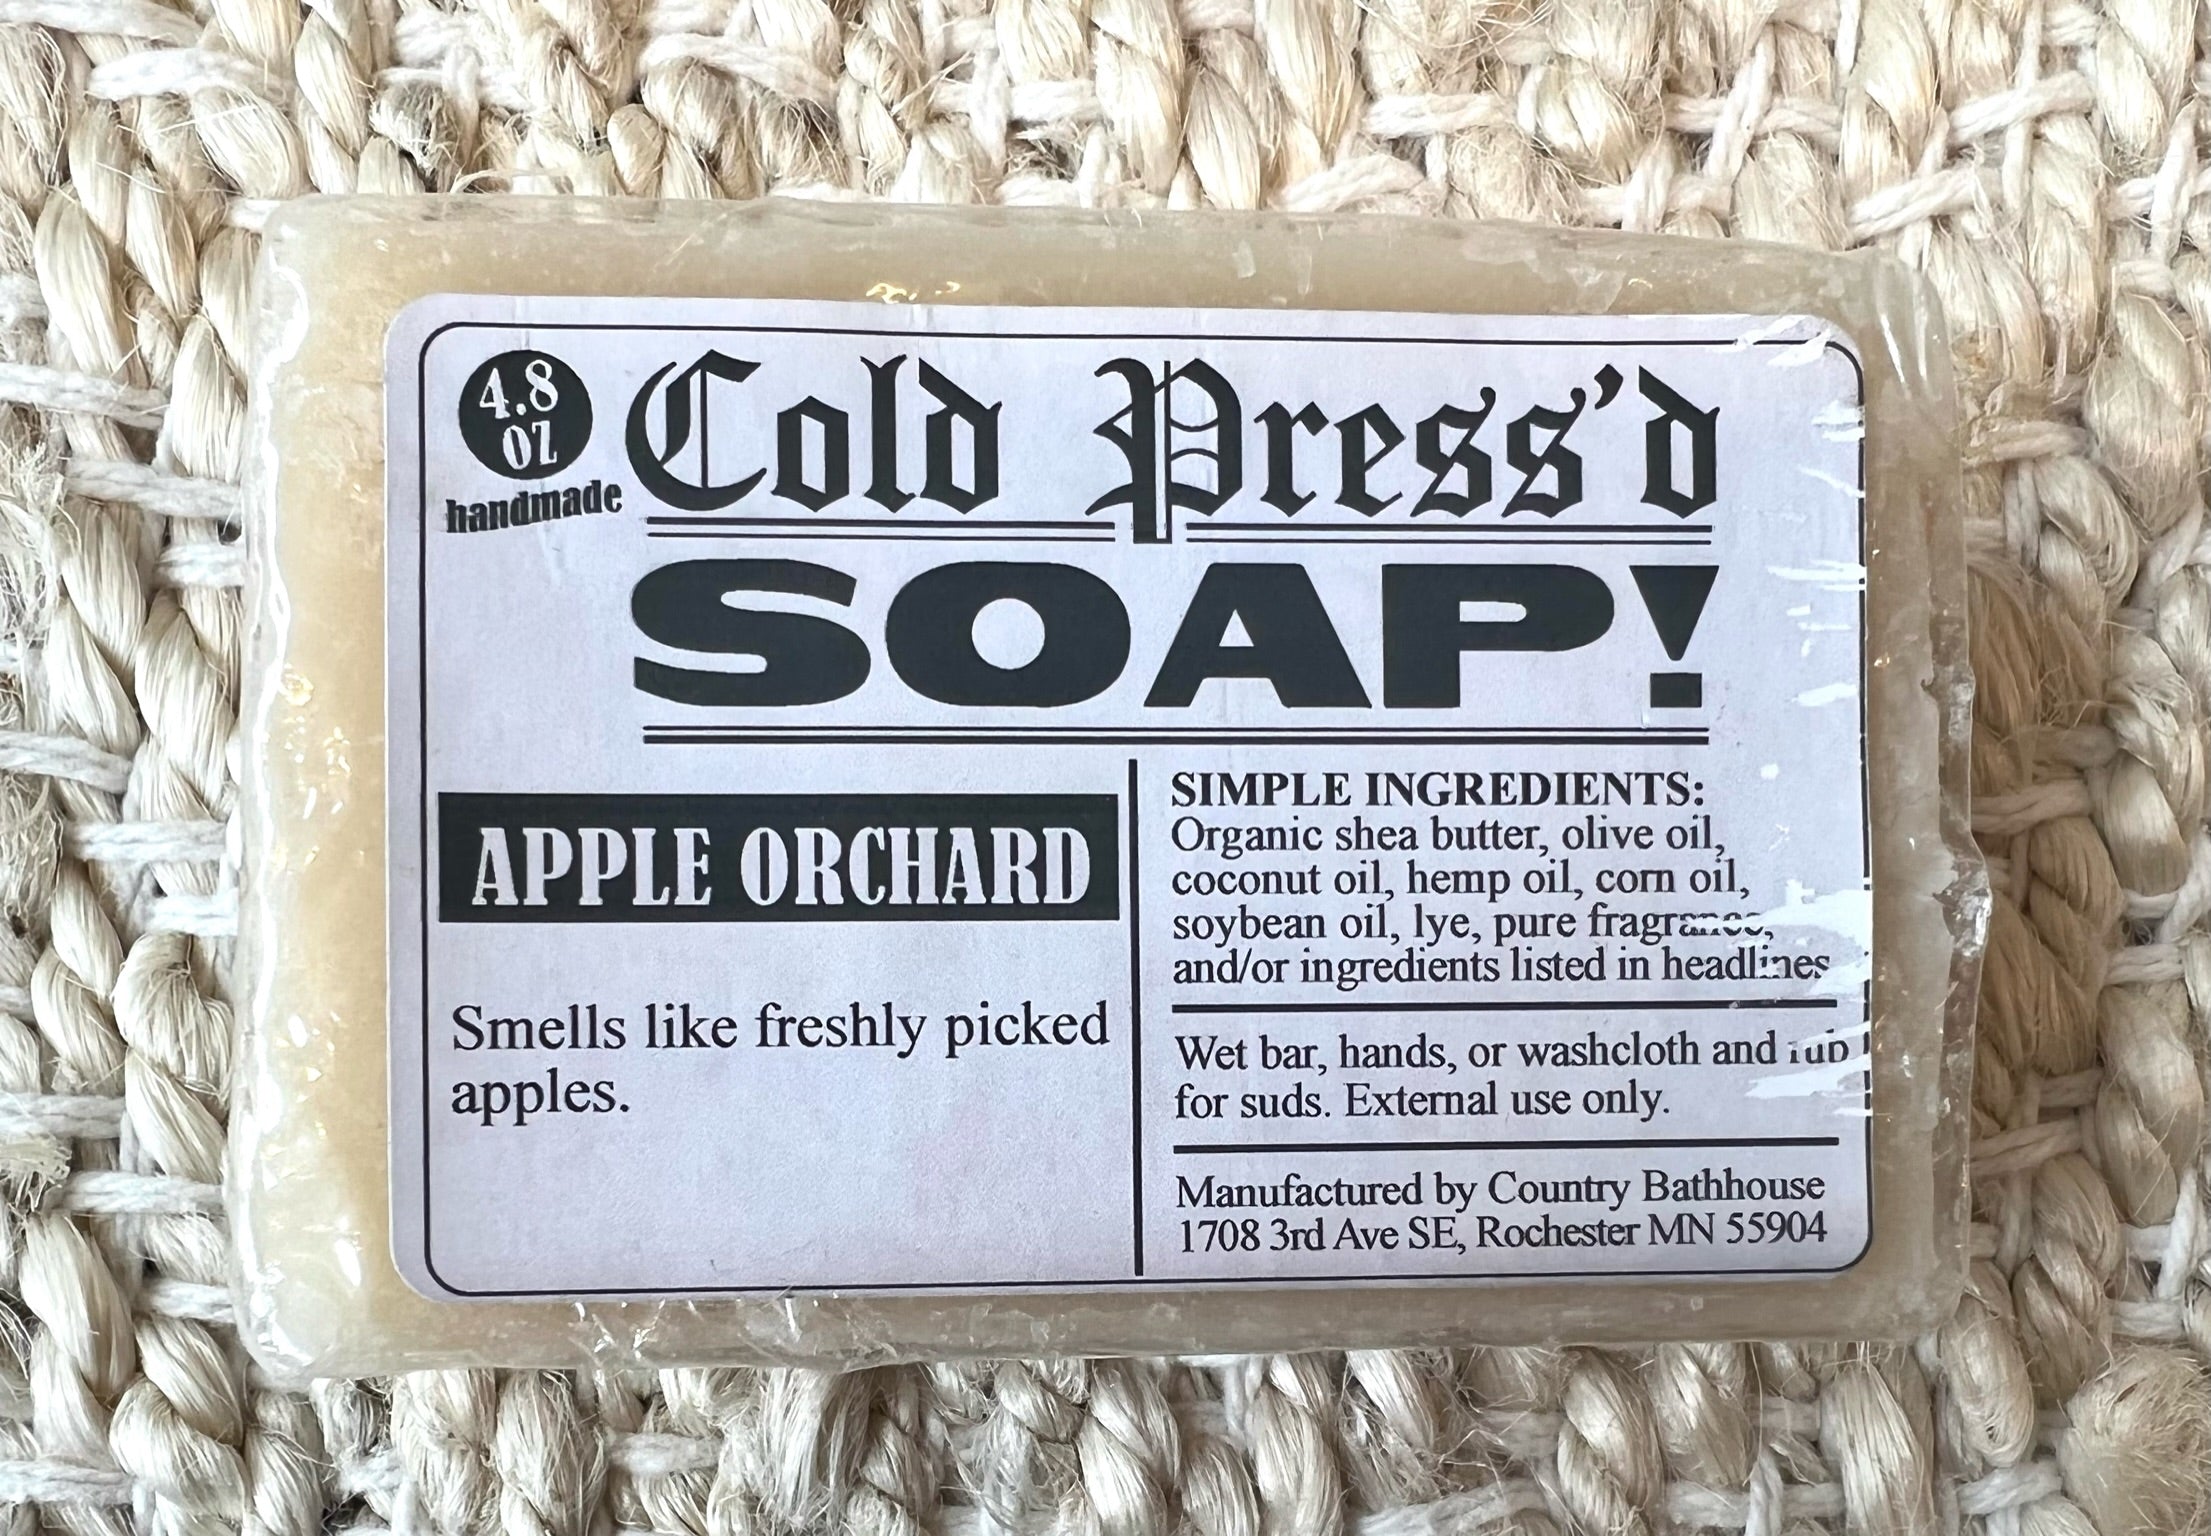 4.8
OZ
handmade
Cold Press'd
SOAP!
APPLE ORCHARD
Smells like freshly picked
apples.
SIMPLE INGREDIENTS:
Organic shea butter, olive oil,
coconut oil, hemp oil, corn oil,
soybean oil, lye, pure fragrance,
and/or ingredients listed in headlines
Wet bar, hands, or washcloth and rub
for suds. External use only.
Manufactured by Country Bathhouse
1708 3rd Ave SE, Rochester MN 55904